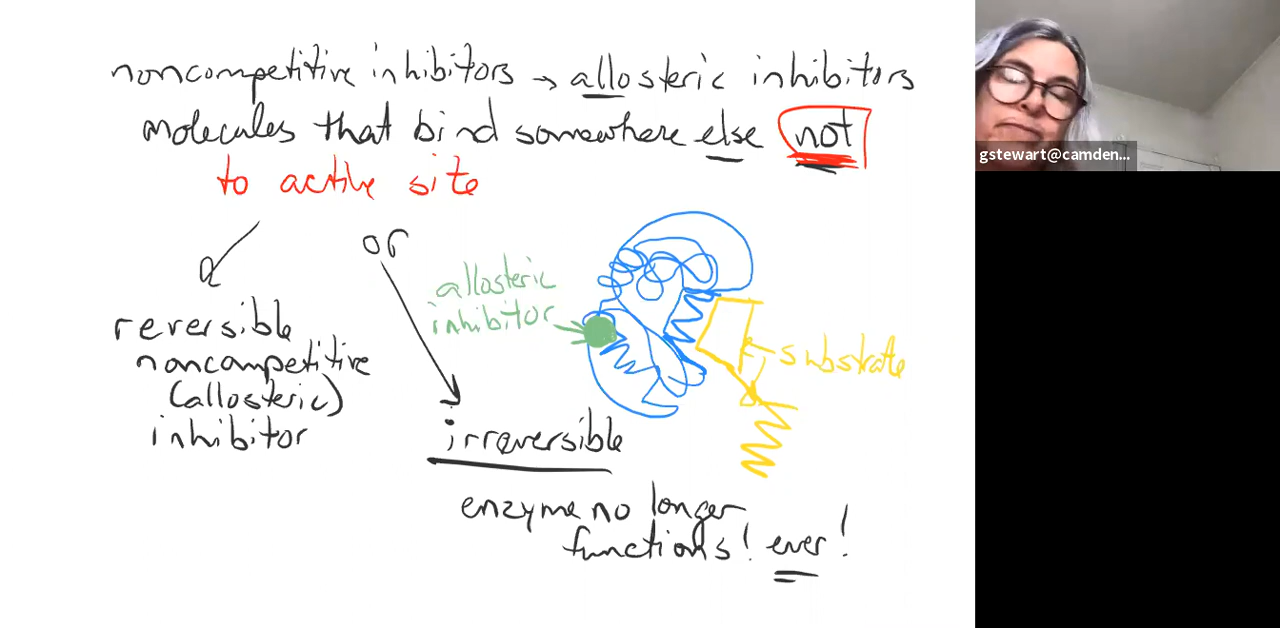 noncompetitive inhibitors → allosteric inhibitors
molecules that bind somewhere else not
to active site
or
allosteric
inhibitor
substrate
reversible
noncompetitive
(allosteric)
inhibitor
irreversible
enzyme no longer
functions! ever!
gstewart@camden...